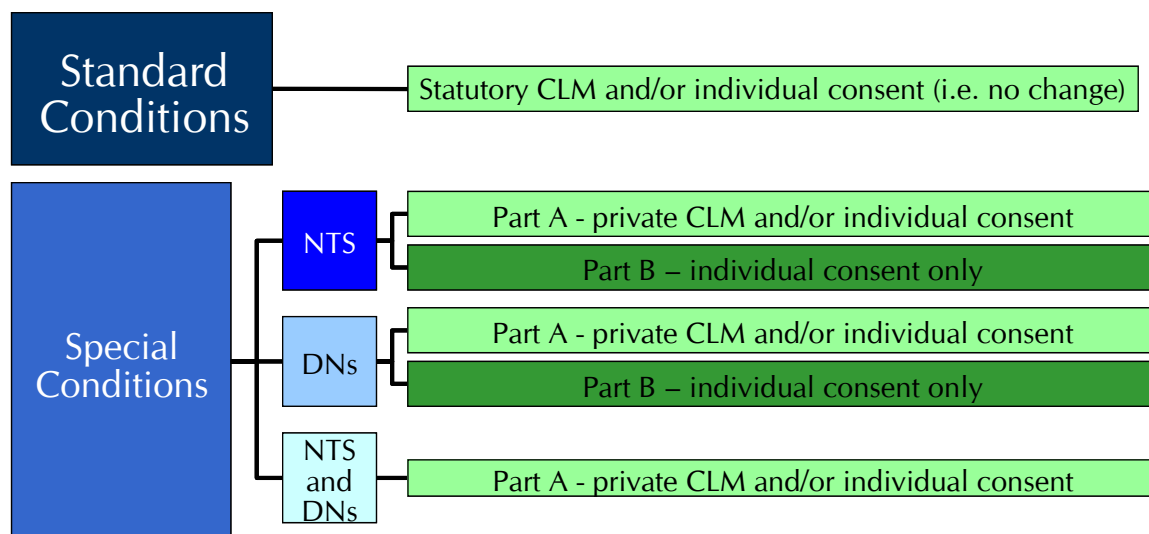 Standard
Conditions
Statutory CLM and/or individual consent (i.e. no change)
Special
Conditions
NTS
Part A - private CLM and/or individual consent
Part B – individual consent only
DNs
Part A - private CLM and/or individual consent
Part B – individual consent only
NTS
and
DNs
Part A - private CLM and/or individual consent